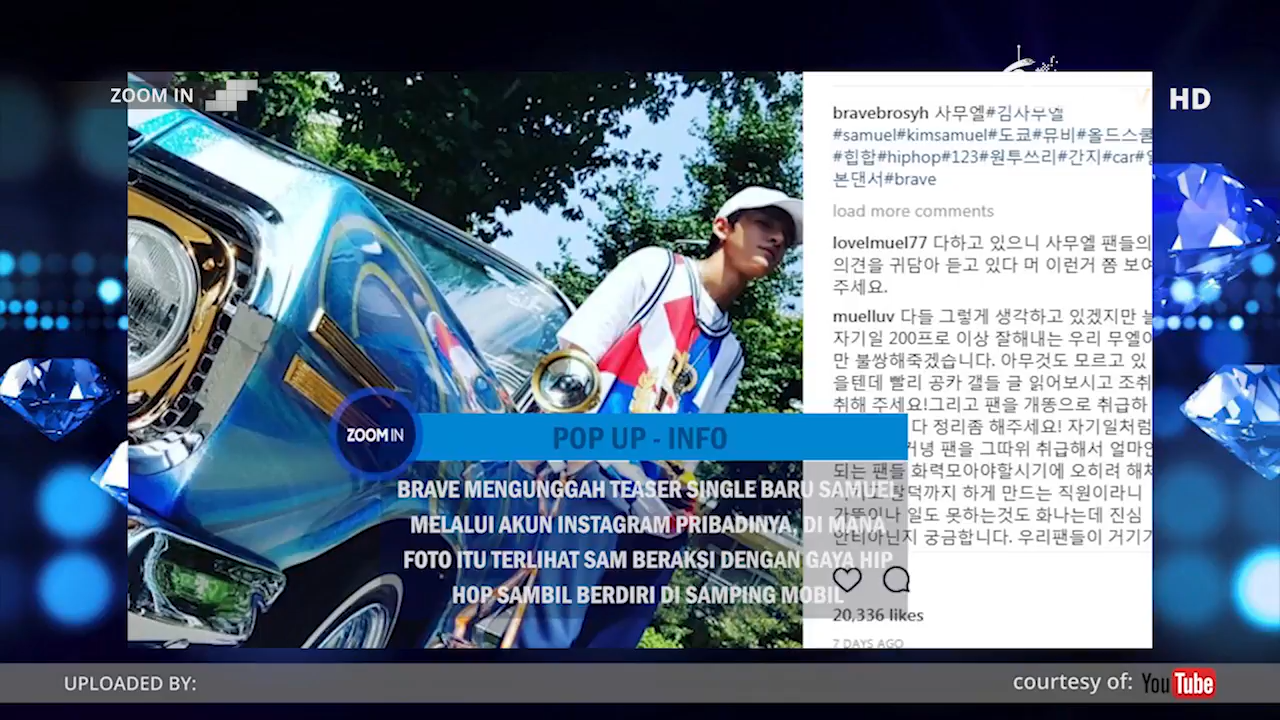 ZOOM IN
HD
bravebrosyh 사무엘#김사무엘
#samuel#kimsamuel#도쿄#뮤비#올드스쿨
#힙합#hiphop#123#원투쓰리#간지#car#일
본댄서#brave
load more comments
lovelmuel77 다하고 있으니 사무엘 팬들의
의견을 귀담아 듣고 있다 머 이런거 쫌 보여
주세요.
muelluv 다들 그렇게 생각하고 있겠지만 늘
자기일 200프로 이상 잘해내는 우리 무엘이
만 불쌍해죽겠습니다. 아무것도 모르고 있
을텐데 빨리 공카 갤들 글 읽어보시고 조취
취해 주세요!그리고 팬을 개똥으로 취급하
다 정리좀 해주세요! 자기일처럼
커녕 팬을 그따위 취급해서 얼마안
되는 팬들 화력모아야할시기에 오히려 해체
까지 하게 만드는 직원이라니
가뜩이나 일도 못하는것도 화나는데 진심
안티아닌지 궁금합니다. 우리팬들이 거기가
ZOOM IN
POP UP - INFO
BRAVE MENGUNGGAH TEASER SINGLE BARU SAMUEL
MELALUI AKUN INSTAGRAM PRIBADINYA, DI MANA
FOTO ITU TERLIHAT SAM BERAKSI DENGAN GAYA HIP
HOP SAMBIL BERDIRI DI SAMPING MOBIL
20,336 likes
7 DAYS AGO
UPLOADED BY:
courtesy of: YouTube